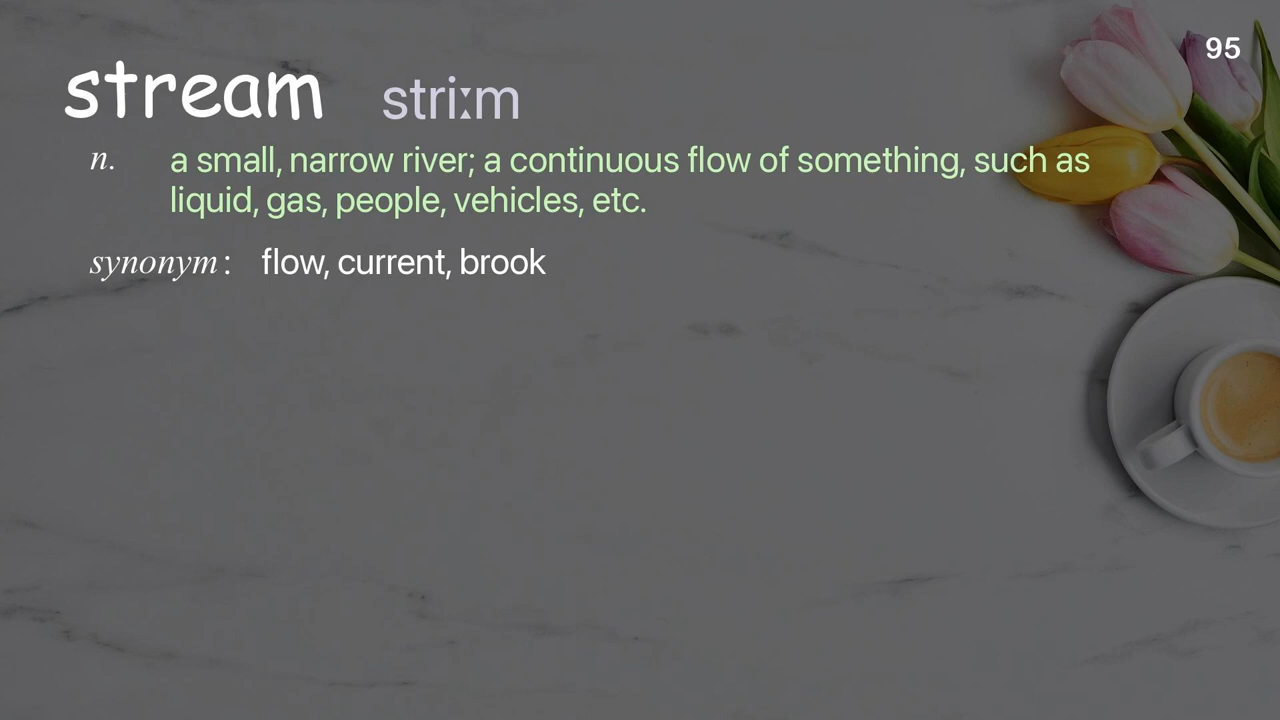 95
stream striːm
n. a small, narrow river; a continuous flow of something, such as
liquid, gas, people, vehicles, etc.
synonym : flow, current, brook